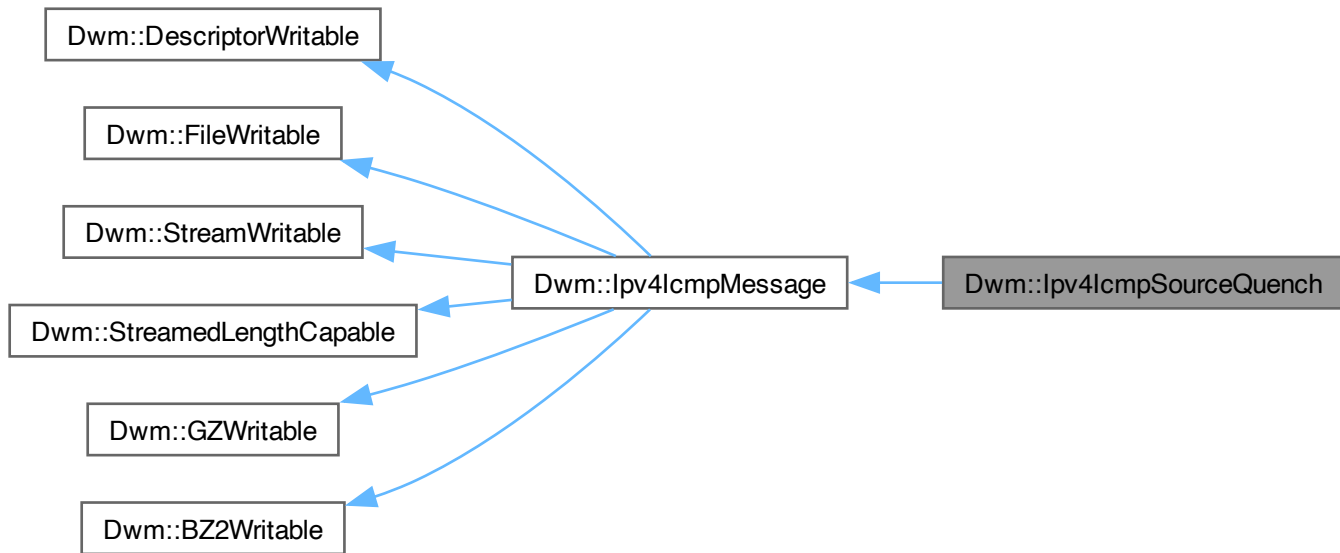 Dwm::DescriptorWritable
Dwm::FileWritable
Dwm::StreamWritable
Dwm::StreamedLengthCapable
Dwm::GZWritable
Dwm::BZ2Writable
Dwm::Ipv4IcmpMessage
Dwm::Ipv4IcmpSourceQuench